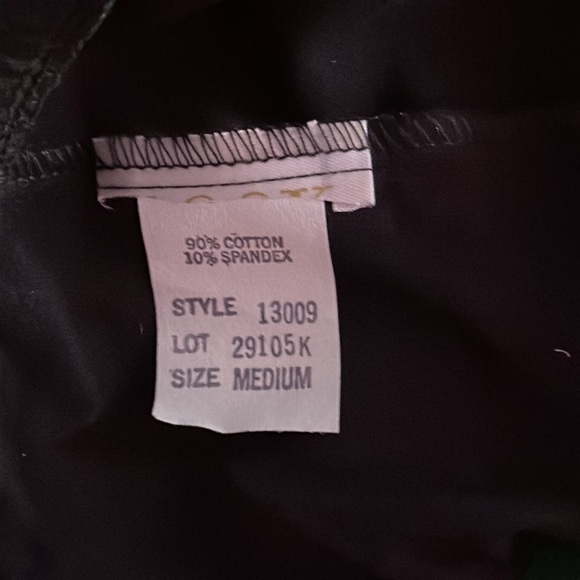 90% COTTON
10% SPANDEX
STYLE 13009
LOT 29105K
SIZE MEDIUM